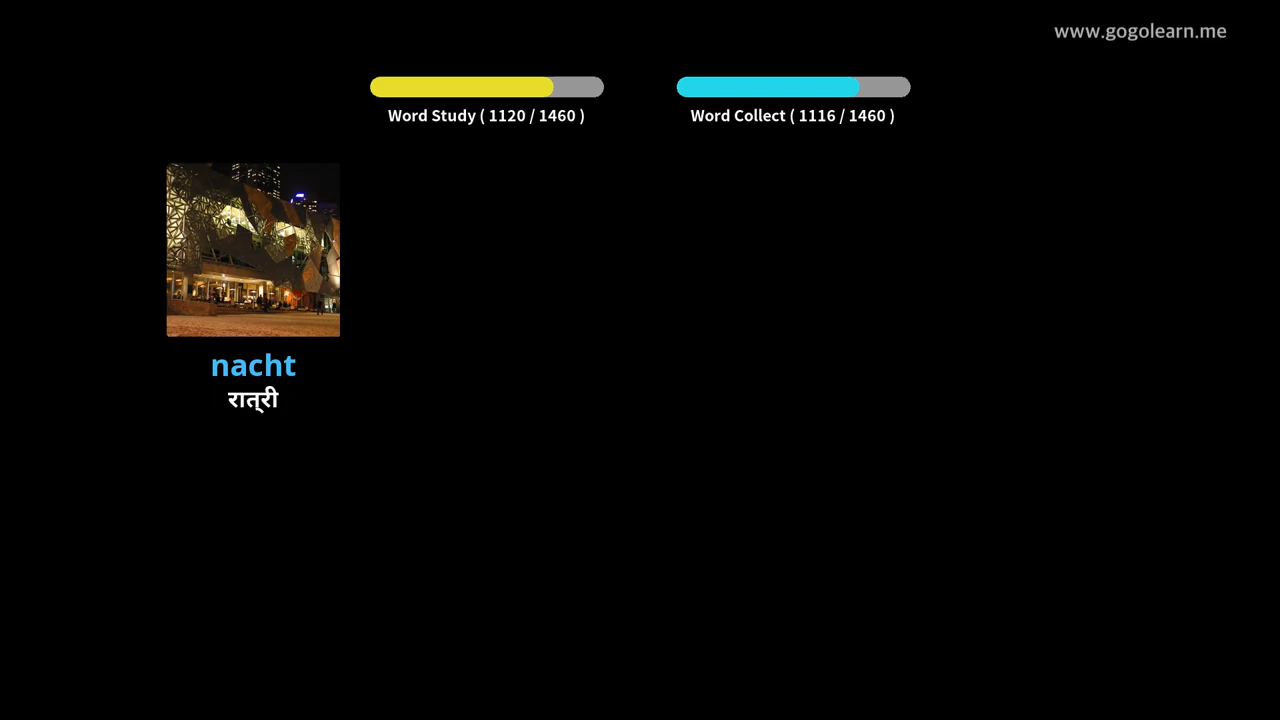 www.gogolearn.me
Word Study ( 1120 / 1460 )
Word Collect ( 1116 / 1460 )
nacht
रात्री